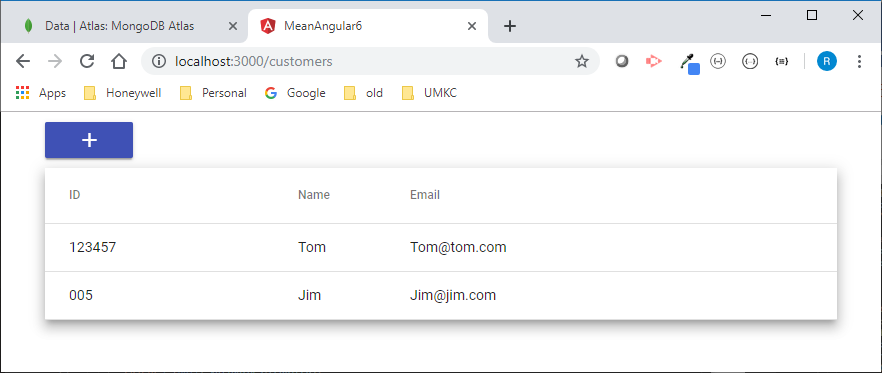 Data | Atlas: MongoDB Atlas MeanAngular6
localhost:3000/customers R
Apps Honeywell Personal Google old UMKC
+
ID Name Email
123457 Tom Tom@tom.com
005 Jim Jim@jim.com